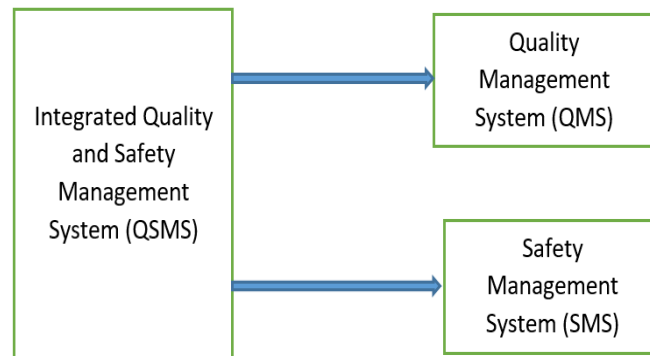 Integrated Quality
and Safety
Management
System (QSMS)
Quality
Management
System (QMS)
Safety
Management
System (SMS)